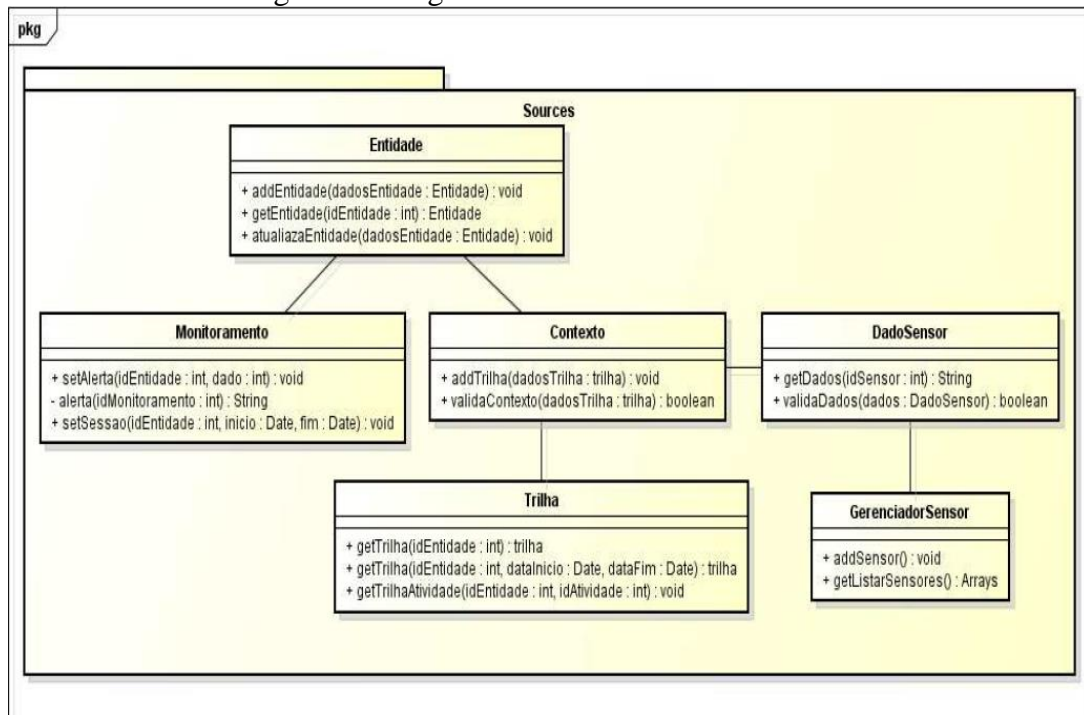 pkg
Sources
Entidade
+ addEntidade(dadosEntidade : Entidade) : void
+ getEntidade(idEntidade : int) : Entidade
+ atualiazaEntidade(dadosEntidade : Entidade) : void
Monitoramento
+ setAlerta(idEntidade : int, dado : int) : void
- alerta(idMonitoramento : int) : String
+ setSessao(idEntidade : int, inicio : Date, fim : Date) : void
Contexto
+ addTrilha(dadosTrilha : trilha) : void
+ validaContexto(dadosTrilha : trilha) : boolean
DadoSensor
+ getDados(idSensor : int) : String
+ validaDados(dados : DadoSensor) : boolean
Trilha
+ getTrilha(idEntidade : int) : trilha
+ getTrilha(idEntidade : int, dataInicio : Date, dataFim : Date) : trilha
+ getTrilhaAtividade(idEntidade : int, idAtividade : int) : void
GerenciadorSensor
+ addSensor() : void
+ getListarSensores() : Arrays